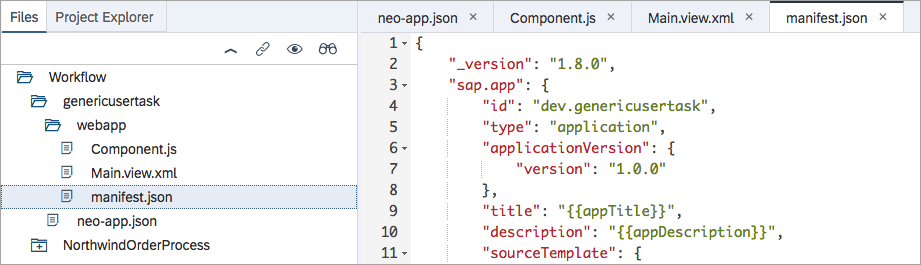 Files
Project Explorer
Workflow
genericusertask
webapp
Component.js
Main.view.xml
manifest.json
neo-app.json
NorthwindOrderProcess
neo-app.json × Component.js × Main.view.xml × manifest.json ×
1 {
2 "_version": "1.8.0",
3 "sap.app": {
4 "id": "dev.genericusertask",
5 "type": "application",
6 "applicationVersion": {
7 "version": "1.0.0"
8 },
9 "title": "{{appTitle}}",
10 "description": "{{appDescription}}",
11 "sourceTemplate": {